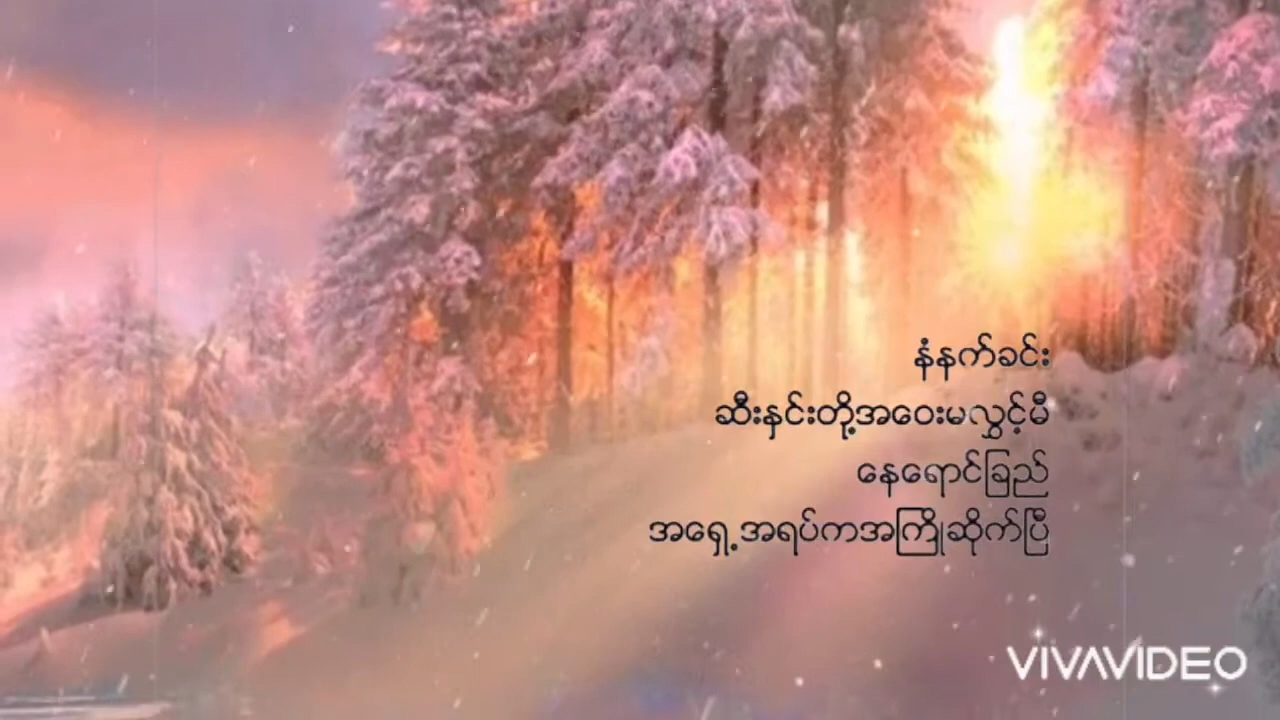 နံနက်ခင်း
ဆီးနှင်းတို့အဝေးမလွှင့်မီ
နေရောင်ခြည်
အရှေ့အရပ်ကအကြိုဆိုက်ပြီ
VIVAVIDEO